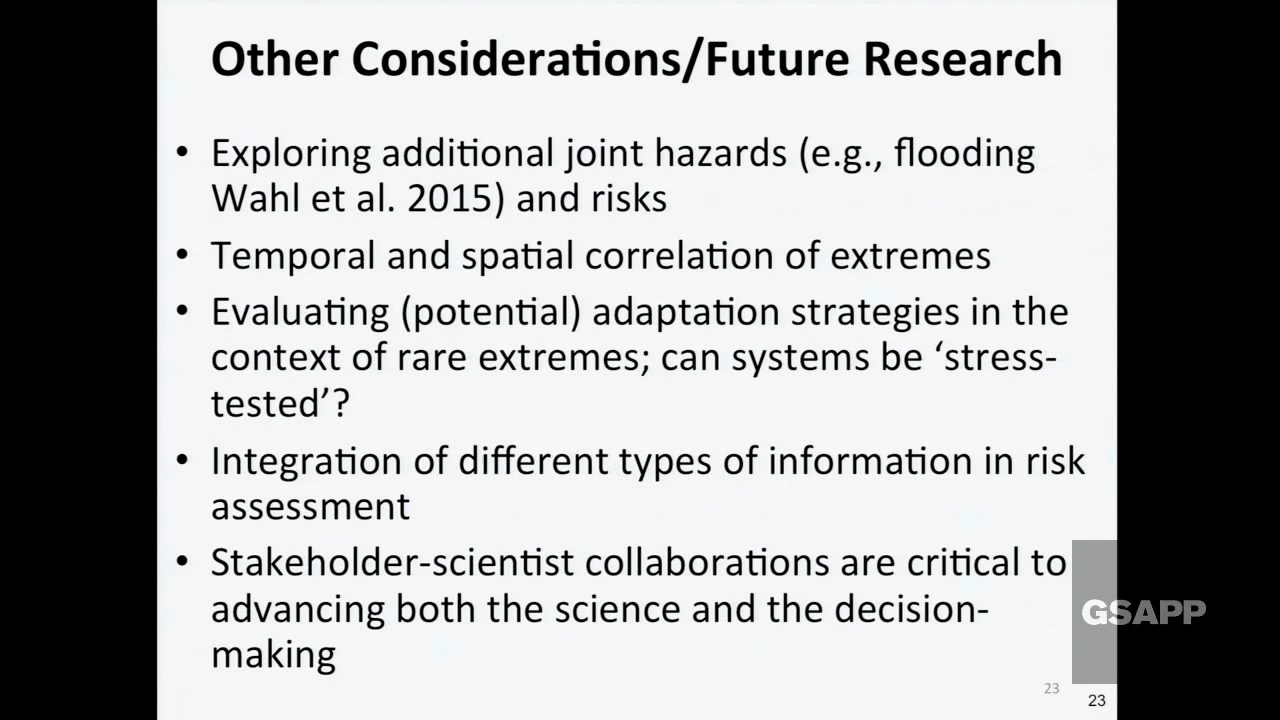 Other Considerations/Future Research
• Exploring additional joint hazards (e.g., flooding
Wahl et al. 2015) and risks
• Temporal and spatial correlation of extremes
• Evaluating (potential) adaptation strategies in the
context of rare extremes; can systems be ‘stress-
tested’?
• Integration of different types of information in risk
assessment
• Stakeholder-scientist collaborations are critical to
advancing both the science and the decision-
making
GSAPP
23
23